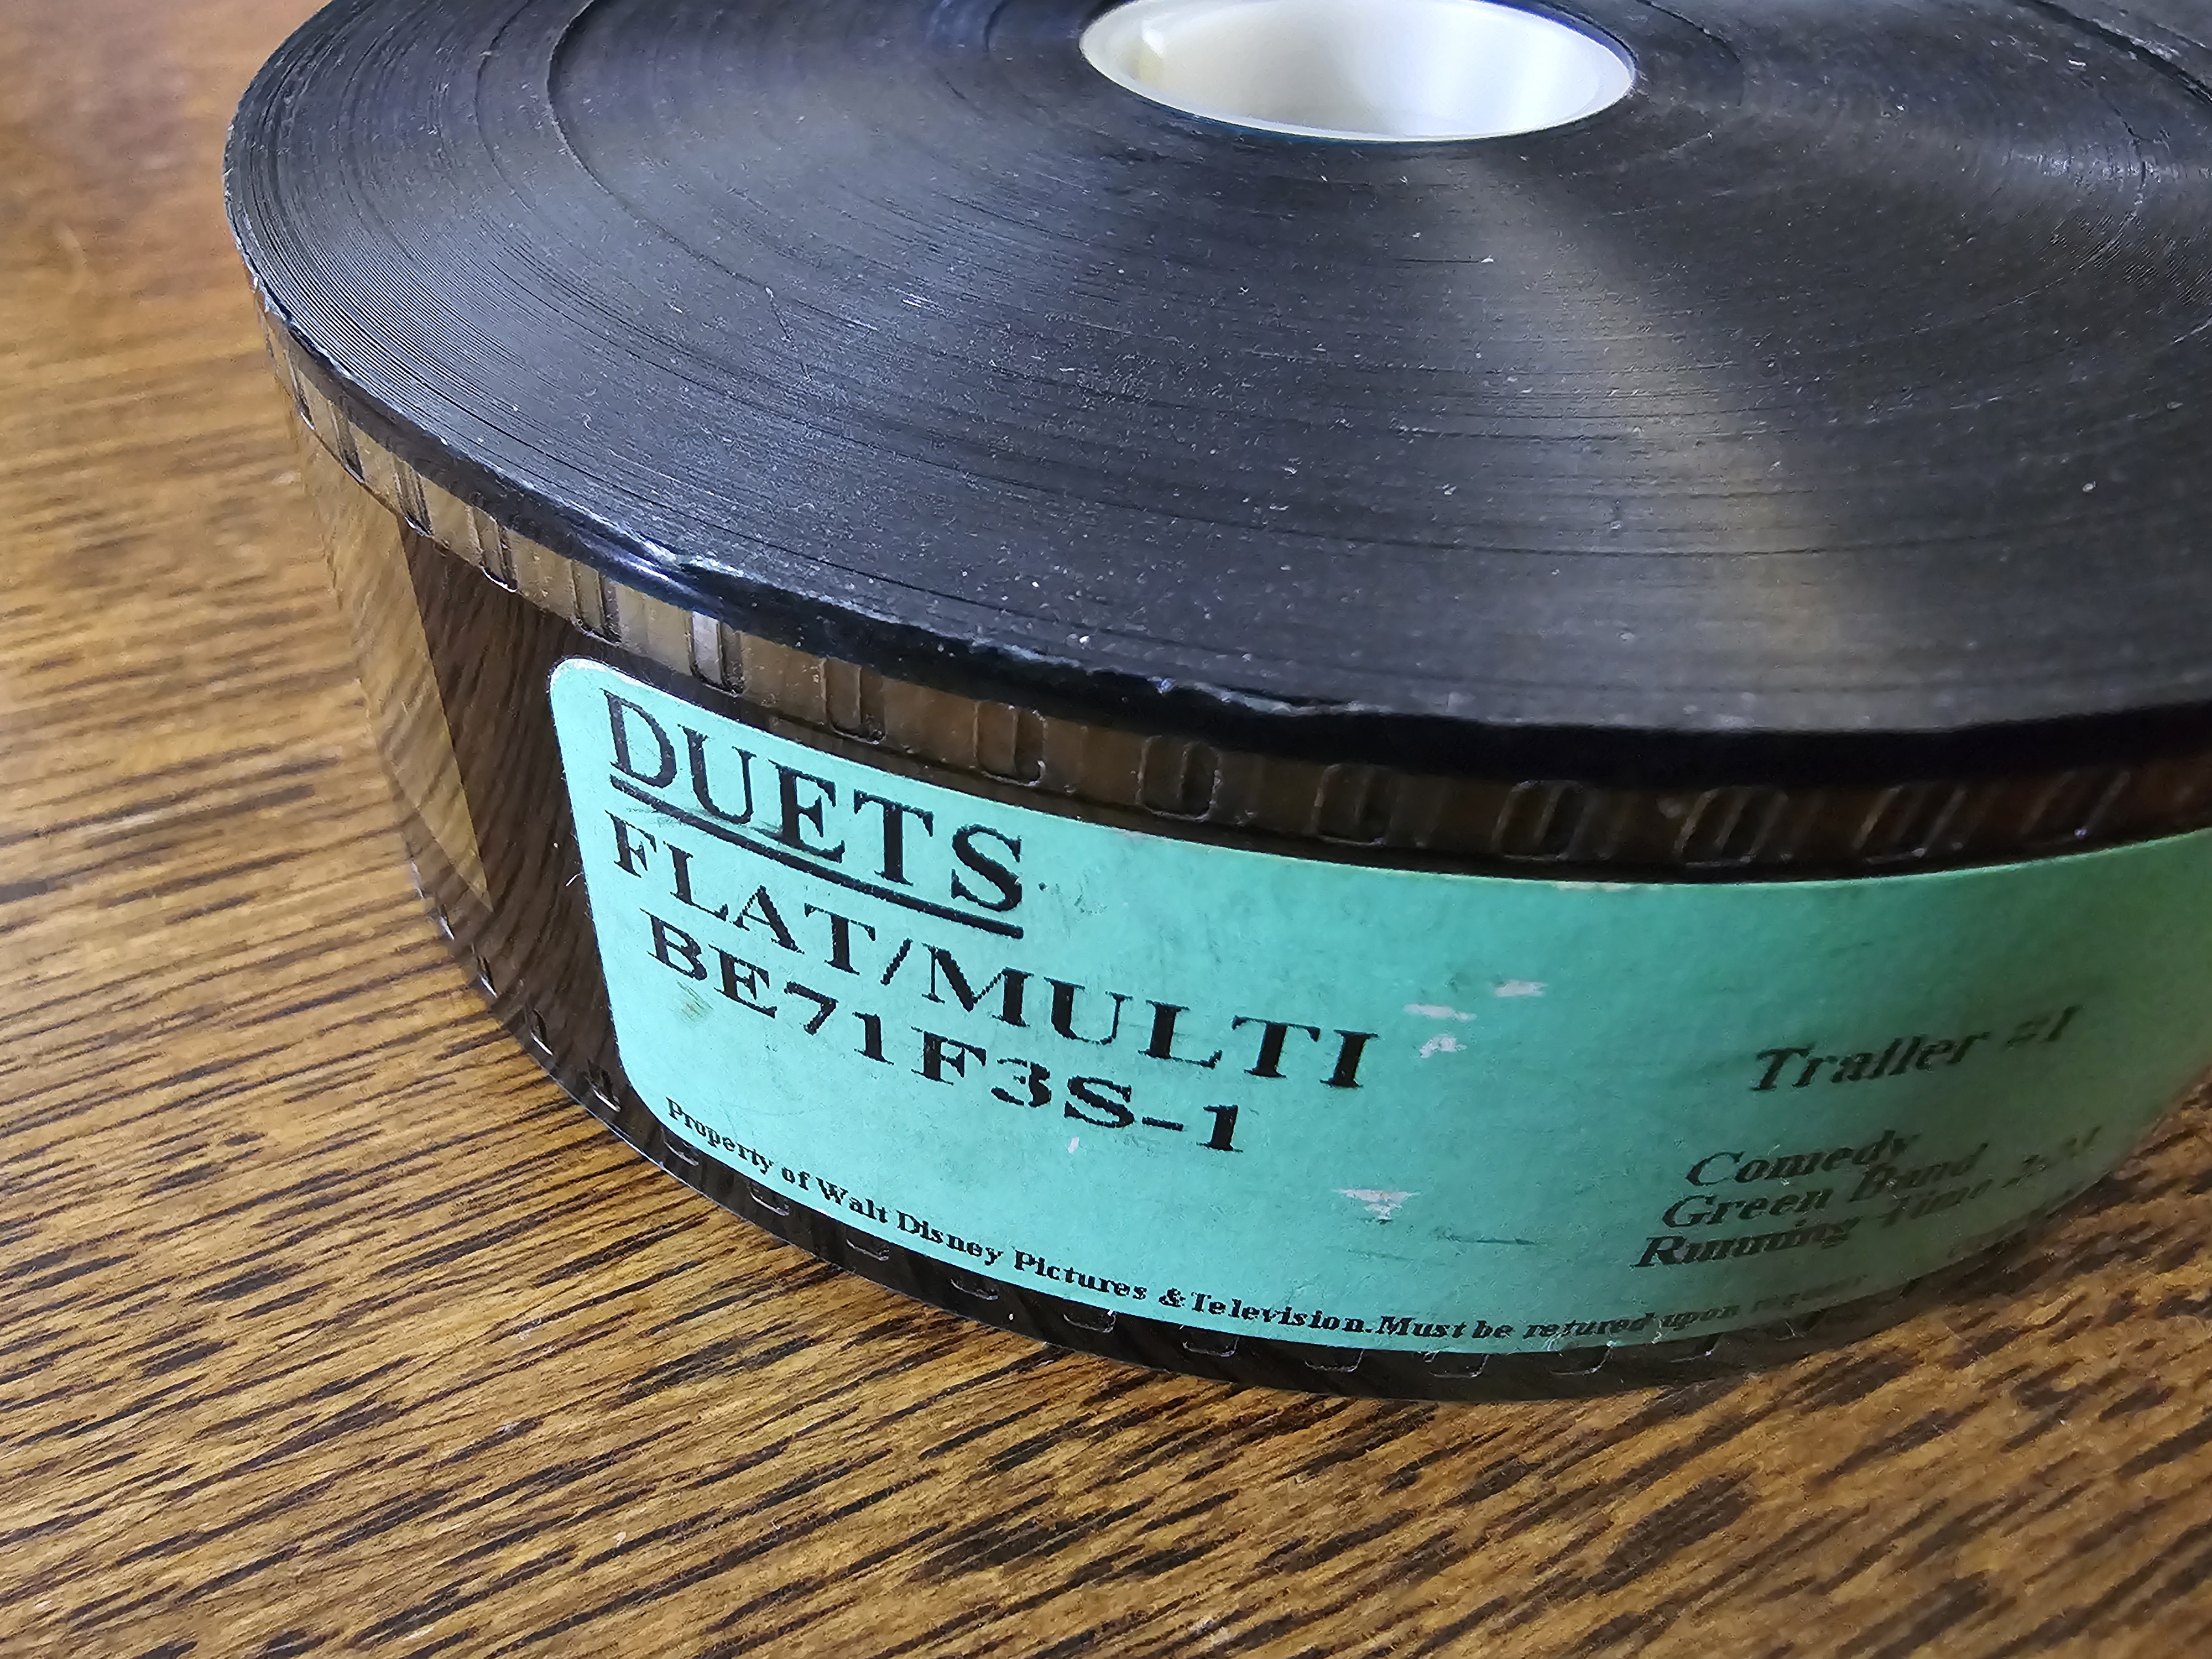 DUETS
FLAT/MULTI
BE71F3S-1
Trailer #1
Comedy
Green Band
Running Time
Property of Walt Disney Pictures & Television. Must be retured upon